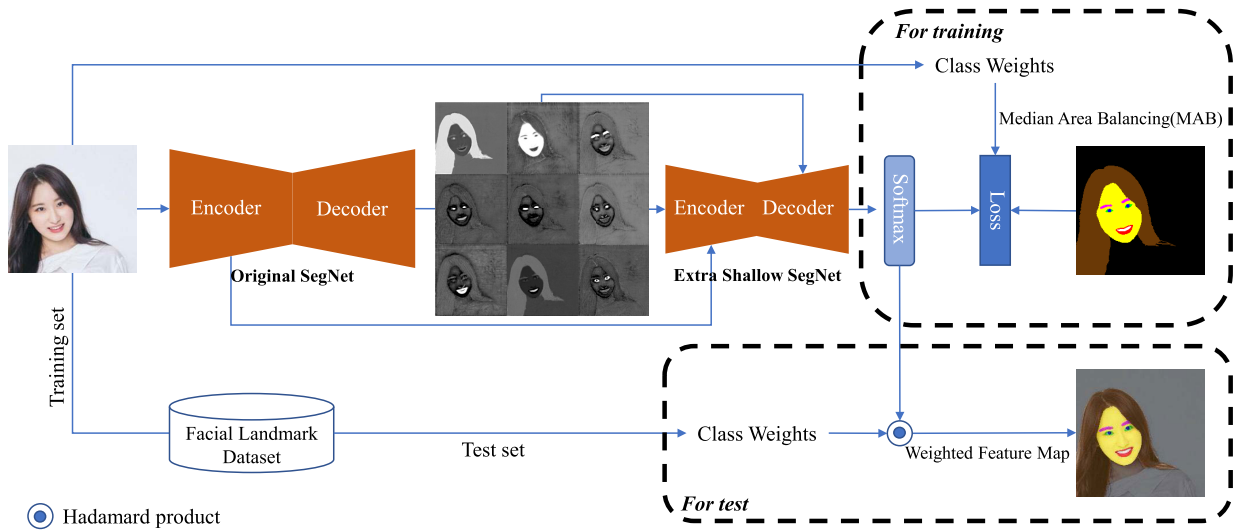 For training
Class Weights
Median Area Balancing(MAB)
Encoder
Decoder
Original SegNet
Encoder
Decoder
Extra Shallow SegNet
Softmax
Loss
Training set
Facial Landmark
Dataset
Test set
Class Weights
Weighted Feature Map
For test
Hadamard product